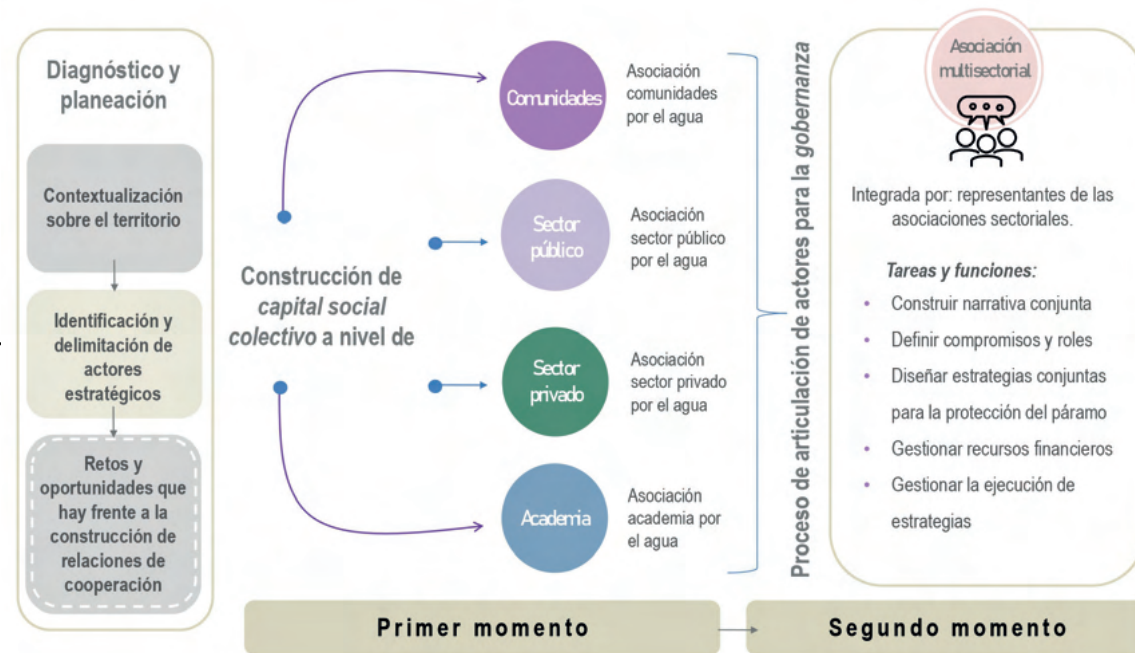 Diagnóstico y
planeación
Contextualización
sobre el territorio
Identificación y
delimitación de
actores
estratégicos
Retos y
oportunidades que
hay frente a la
construcción de
relaciones de
cooperación
Construcción de
capital social
colectivo a nivel de
Comunidades
Asociación
comunidades
por el agua
Sector
público
Asociación
sector público
por el agua
Sector
privado
Asociación
sector privado
por el agua
Academia
Asociación
academia por
el agua
Proceso de articulación de actores para la gobernanza
Asociación
multisectorial
Integrada por: representantes de las
asociaciones sectoriales.
Tareas y funciones:
• Construir narrativa conjunta
• Definir compromisos y roles
• Diseñar estrategias conjuntas
para la protección del páramo
• Gestionar recursos financieros
• Gestionar la ejecución de
estrategias
Primer momento
Segundo momento